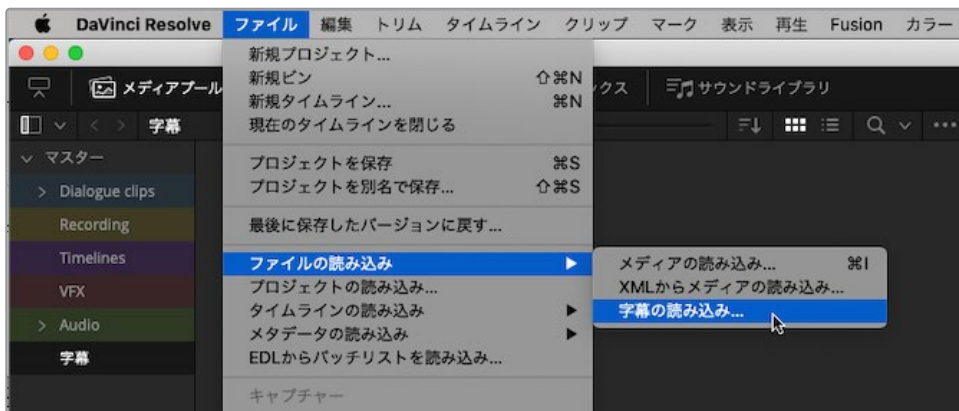 DaVinci Resolve ファイル 編集 トリム タイムライン クリップ マーク 表示 再生 Fusion カラー
新規プロジェクト...
新規ビン ⇧⌘N
新規タイムライン... ⌘N
現在のタイムラインを閉じる
プロジェクトを保存 ⌘S
プロジェクトを別名で保存... ⇧⌘S
最後に保存したバージョンに戻す...
ファイルの読み込み ▶
プロジェクトの読み込み...
タイムラインの読み込み ▶
メタデータの読み込み ▶
EDLからバッチリストを読み込み...
キャプチャー
メディアの読み込み... ⌘I
XMLからメディアの読み込み...
字幕の読み込み...
メディアプール
サウンドライブラリ
字幕
マスター
Dialogue clips
Recording
Timelines
VFX
Audio
字幕